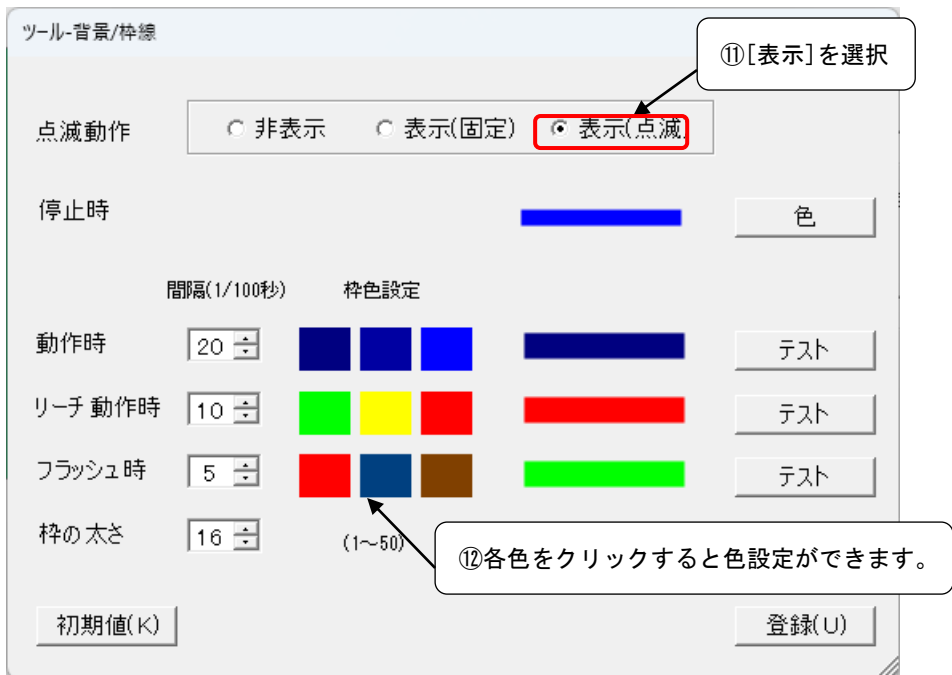 ツール-背景/枠線
⑪[表示]を選択
点滅動作
非表示
表示(固定)
表示(点滅
停止時
色
間隔(1/100秒)
枠色設定
動作時
20
テスト
リーチ動作時
10
テスト
フラッシュ時
5
テスト
枠の太さ
16
(1～50)
⑫各色をクリックすると色設定ができます。
初期値(K)
登録(U)